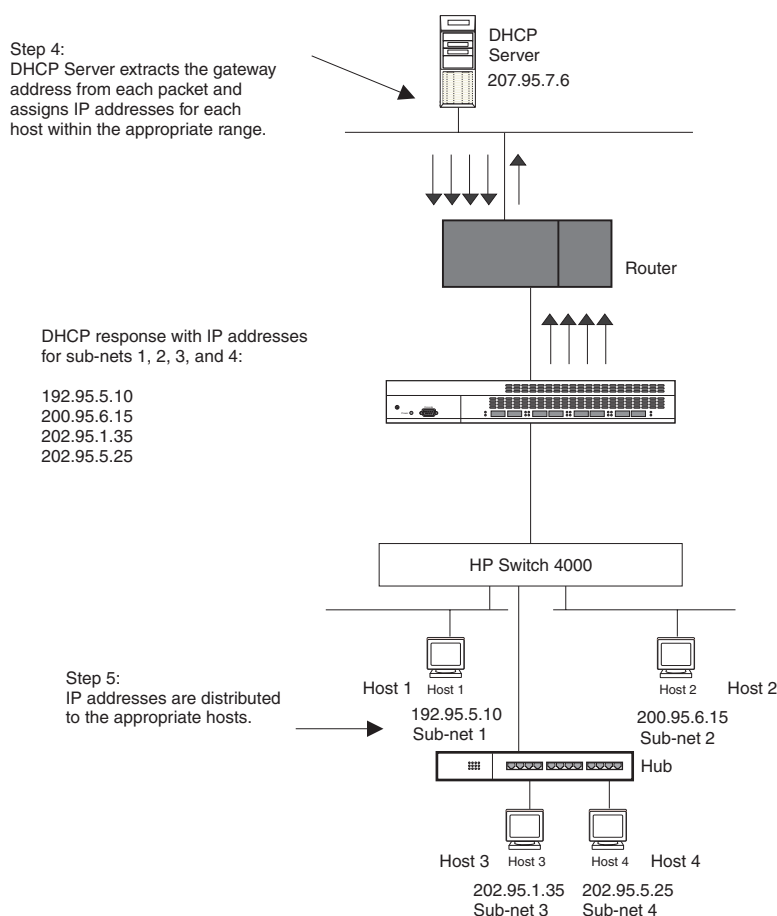 Step 4:
DHCP Server extracts the gateway
address from each packet and
assigns IP addresses for each
host within the appropriate range.
DHCP
Server
207.95.7.6
Router
DHCP response with IP addresses
for sub-nets 1, 2, 3, and 4:
192.95.5.10
200.95.6.15
202.95.1.35
202.95.5.25
HP Switch 4000
Step 5:
IP addresses are distributed
to the appropriate hosts.
Host 1 Host 1
192.95.5.10
Sub-net 1
Host 2 Host 2
200.95.6.15
Sub-net 2
Hub
Host 3 Host 3
202.95.1.35
Sub-net 3
Host 4 Host 4
202.95.5.25
Sub-net 4